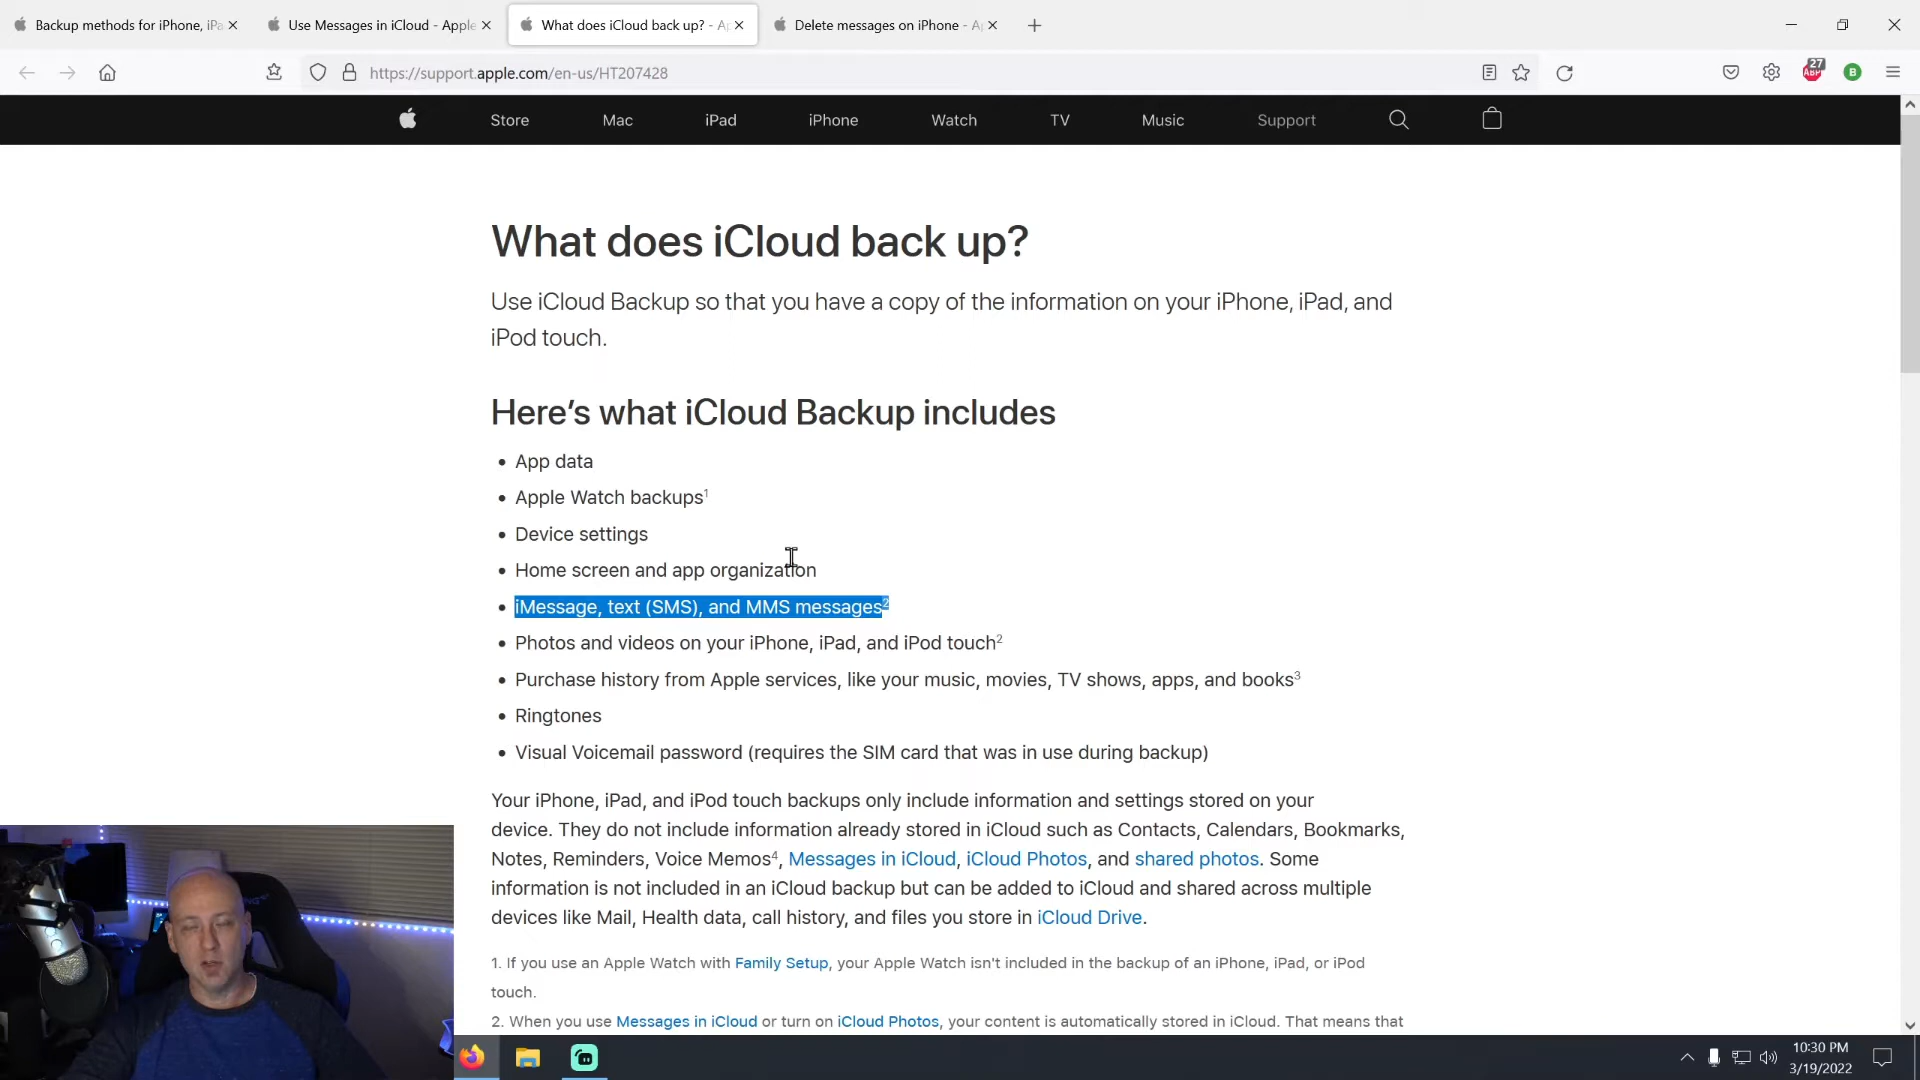 Backup methods for iPhone, iPa
Use Messages in iCloud - Apple
What does iCloud back up? - A
Delete messages on iPhone - A
https://support.apple.com/en-us/HT207428
27
ABP
B
Store
Mac
iPad
iPhone
Watch
TV
Music
Support
What does iCloud back up?
Use iCloud Backup so that you have a copy of the information on your iPhone, iPad, and
iPod touch.
Here’s what iCloud Backup includes
• App data
• Apple Watch backups1
• Device settings
• Home screen and app organization
• iMessage, text (SMS), and MMS messages2
• Photos and videos on your iPhone, iPad, and iPod touch2
• Purchase history from Apple services, like your music, movies, TV shows, apps, and books3
• Ringtones
• Visual Voicemail password (requires the SIM card that was in use during backup)
Your iPhone, iPad, and iPod touch backups only include information and settings stored on your
device. They do not include information already stored in iCloud such as Contacts, Calendars, Bookmarks,
Notes, Reminders, Voice Memos4, Messages in iCloud, iCloud Photos, and shared photos. Some
information is not included in an iCloud backup but can be added to iCloud and shared across multiple
devices like Mail, Health data, call history, and files you store in iCloud Drive.
1. If you use an Apple Watch with Family Setup, your Apple Watch isn't included in the backup of an iPhone, iPad, or iPod
touch.
2. When you use Messages in iCloud or turn on iCloud Photos, your content is automatically stored in iCloud. That means that
10:30 PM
3/19/2022